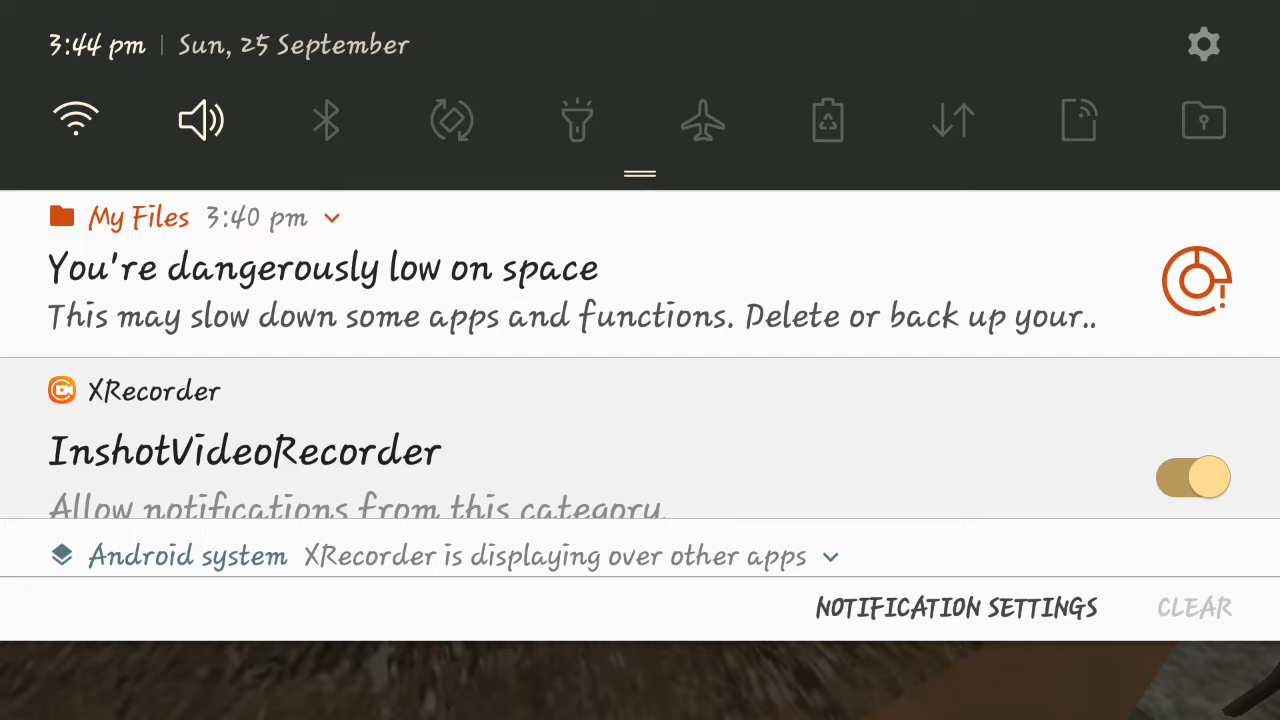 3:44 pm | Sun, 25 September
My Files 3:40 pm
You're dangerously low on space
This may slow down some apps and functions. Delete or back up your..
XRecorder
InshotVideoRecorder
Allow notifications from this category.
Android system XRecorder is displaying over other apps
NOTIFICATION SETTINGS CLEAR